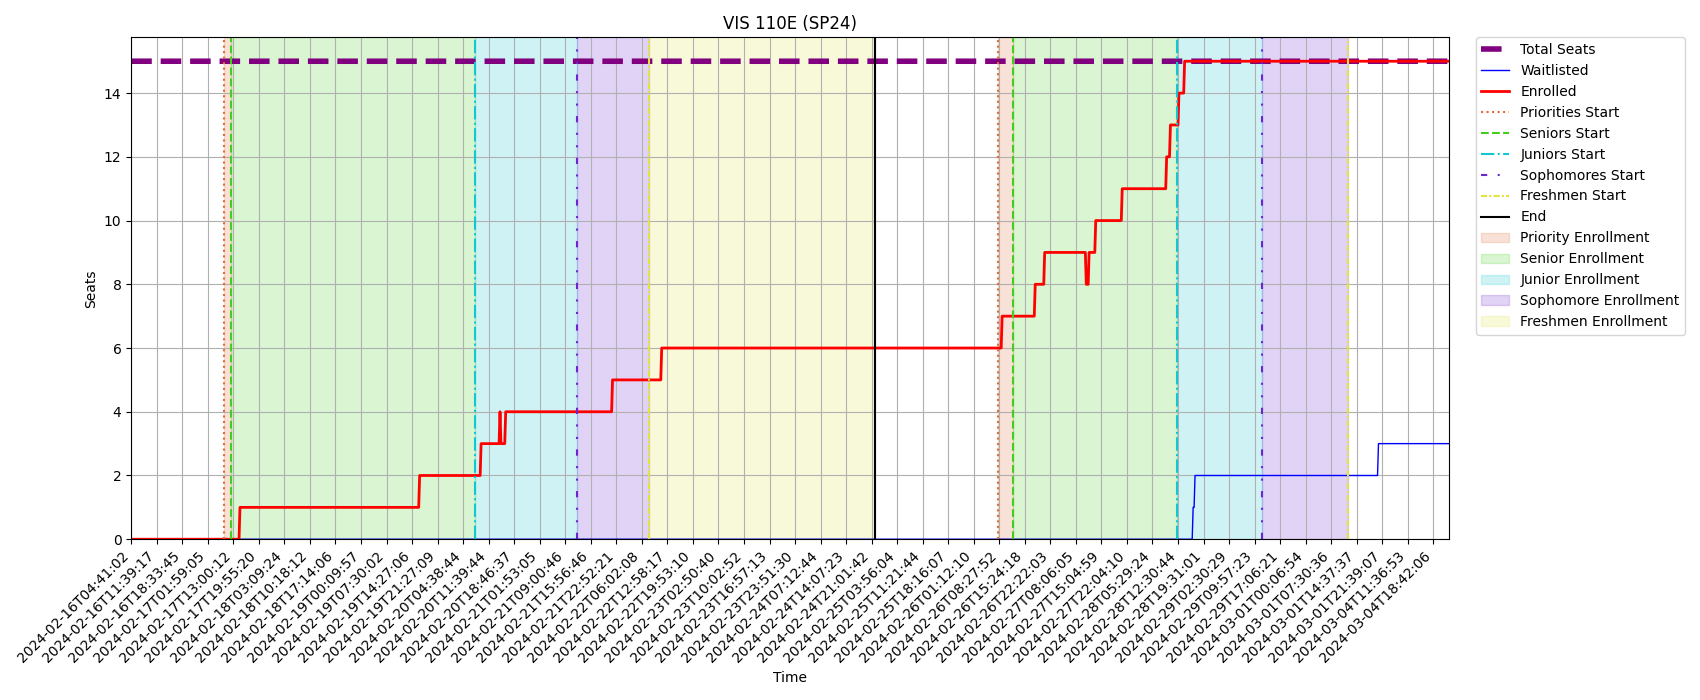 VIS 110E (SP24)
Seats
14
12
10
8
6
4
2
0
2024-02-16T04:41:02
2024-02-16T11:39:17
2024-02-16T18:33:45
2024-02-17T01:59:05
2024-02-17T13:00:12
2024-02-17T19:55:20
2024-02-18T03:09:24
2024-02-18T10:18:12
2024-02-18T17:14:06
2024-02-19T00:09:57
2024-02-19T07:30:02
2024-02-19T14:27:06
2024-02-19T21:27:09
2024-02-20T04:38:44
2024-02-20T11:39:44
2024-02-20T18:46:37
2024-02-21T01:53:05
2024-02-21T09:00:46
2024-02-21T15:56:46
2024-02-21T22:52:21
2024-02-22T06:02:08
2024-02-22T12:58:17
2024-02-22T19:53:10
2024-02-23T02:50:40
2024-02-23T10:02:52
2024-02-23T16:57:13
2024-02-23T23:51:30
2024-02-24T07:12:44
2024-02-24T14:07:23
2024-02-24T21:01:42
2024-02-25T03:56:04
2024-02-25T11:21:44
2024-02-25T18:16:07
2024-02-26T01:12:10
2024-02-26T08:27:52
2024-02-26T15:24:18
2024-02-26T22:22:03
2024-02-27T08:06:05
2024-02-27T15:04:59
2024-02-27T22:04:10
2024-02-28T05:29:24
2024-02-28T12:30:44
2024-02-28T19:31:01
2024-02-29T02:30:29
2024-02-29T09:57:23
2024-02-29T17:06:21
2024-03-01T00:06:54
2024-03-01T07:30:36
2024-03-01T14:37:37
2024-03-01T21:39:07
2024-03-04T11:36:53
2024-03-04T18:42:06
Time
Total Seats
Waitlisted
Enrolled
Priorities Start
Seniors Start
Juniors Start
Sophomores Start
Freshmen Start
End
Priority Enrollment
Senior Enrollment
Junior Enrollment
Sophomore Enrollment
Freshmen Enrollment